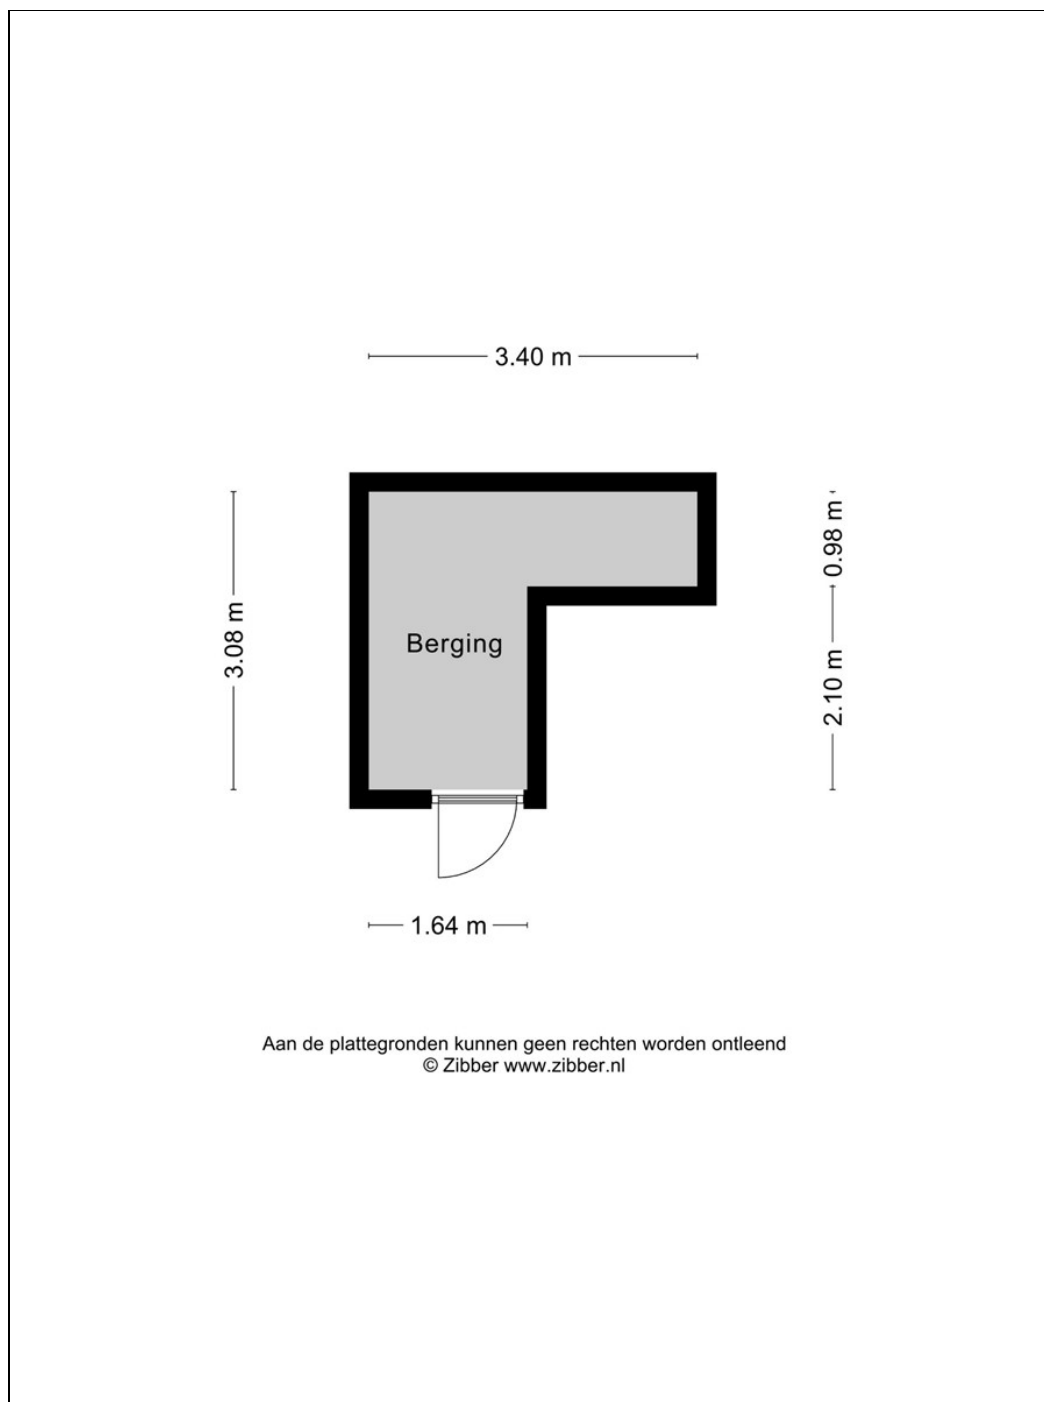 3.40 m
0.98 m
3.08 m
Berging
2.10 m
1.64 m
Aan de plattegronden kunnen geen rechten worden ontleend
© Zibber www.zibber.nl